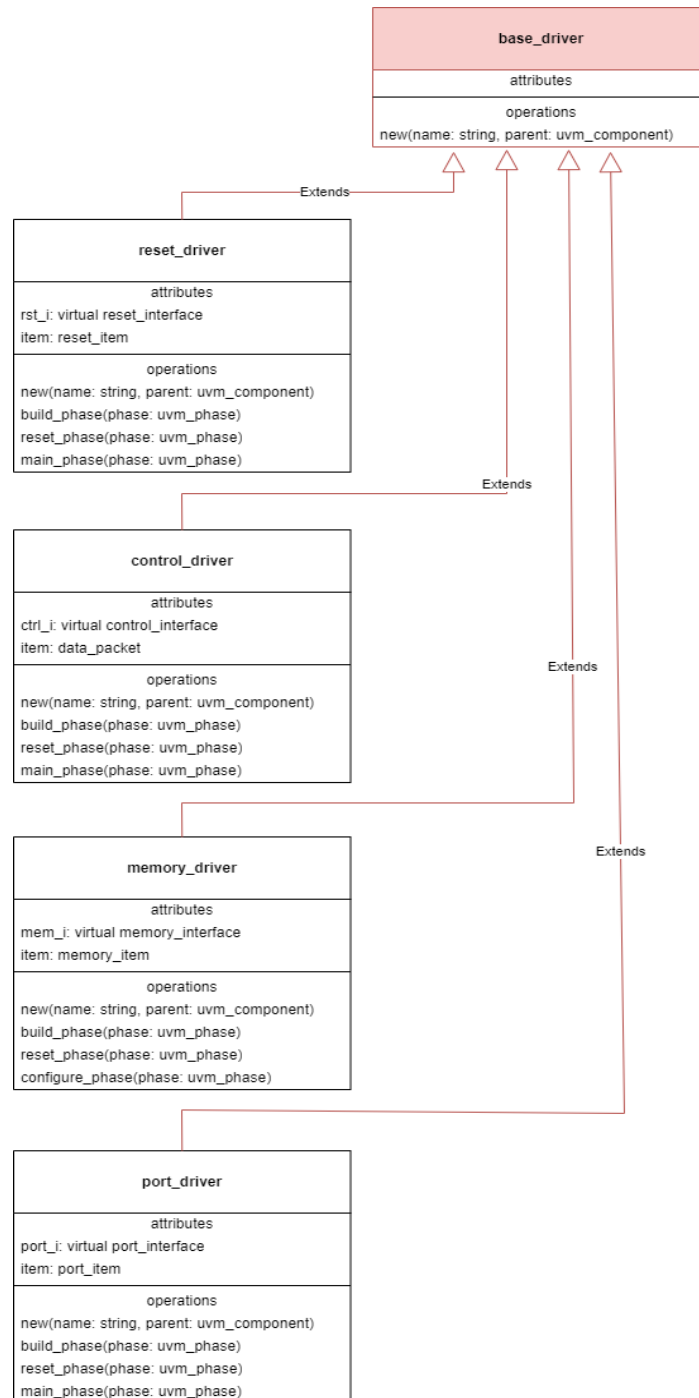 base_driver
attributes
operations
new(name: string, parent: uvm_component)
Extends
reset_driver
attributes
rst_i: virtual reset_interface
item: reset_item
operations
new(name: string, parent: uvm_component)
build_phase(phase: uvm_phase)
reset_phase(phase: uvm_phase)
main_phase(phase: uvm_phase)
Extends
control_driver
attributes
ctrl_i: virtual control_interface
item: data_packet
Extends
operations
new(name: string, parent: uvm_component)
build_phase(phase: uvm_phase)
reset_phase(phase: uvm_phase)
main_phase(phase: uvm_phase)
Extends
memory_driver
attributes
mem_i: virtual memory_interface
item: memory_item
operations
new(name: string, parent: uvm_component)
build_phase(phase: uvm_phase)
reset_phase(phase: uvm_phase)
configure_phase(phase: uvm_phase)
port_driver
attributes
port_i: virtual port_interface
item: port_item
operations
new(name: string, parent: uvm_component)
build_phase(phase: uvm_phase)
reset_phase(phase: uvm_phase)
main_phase(phase: uvm_phase)